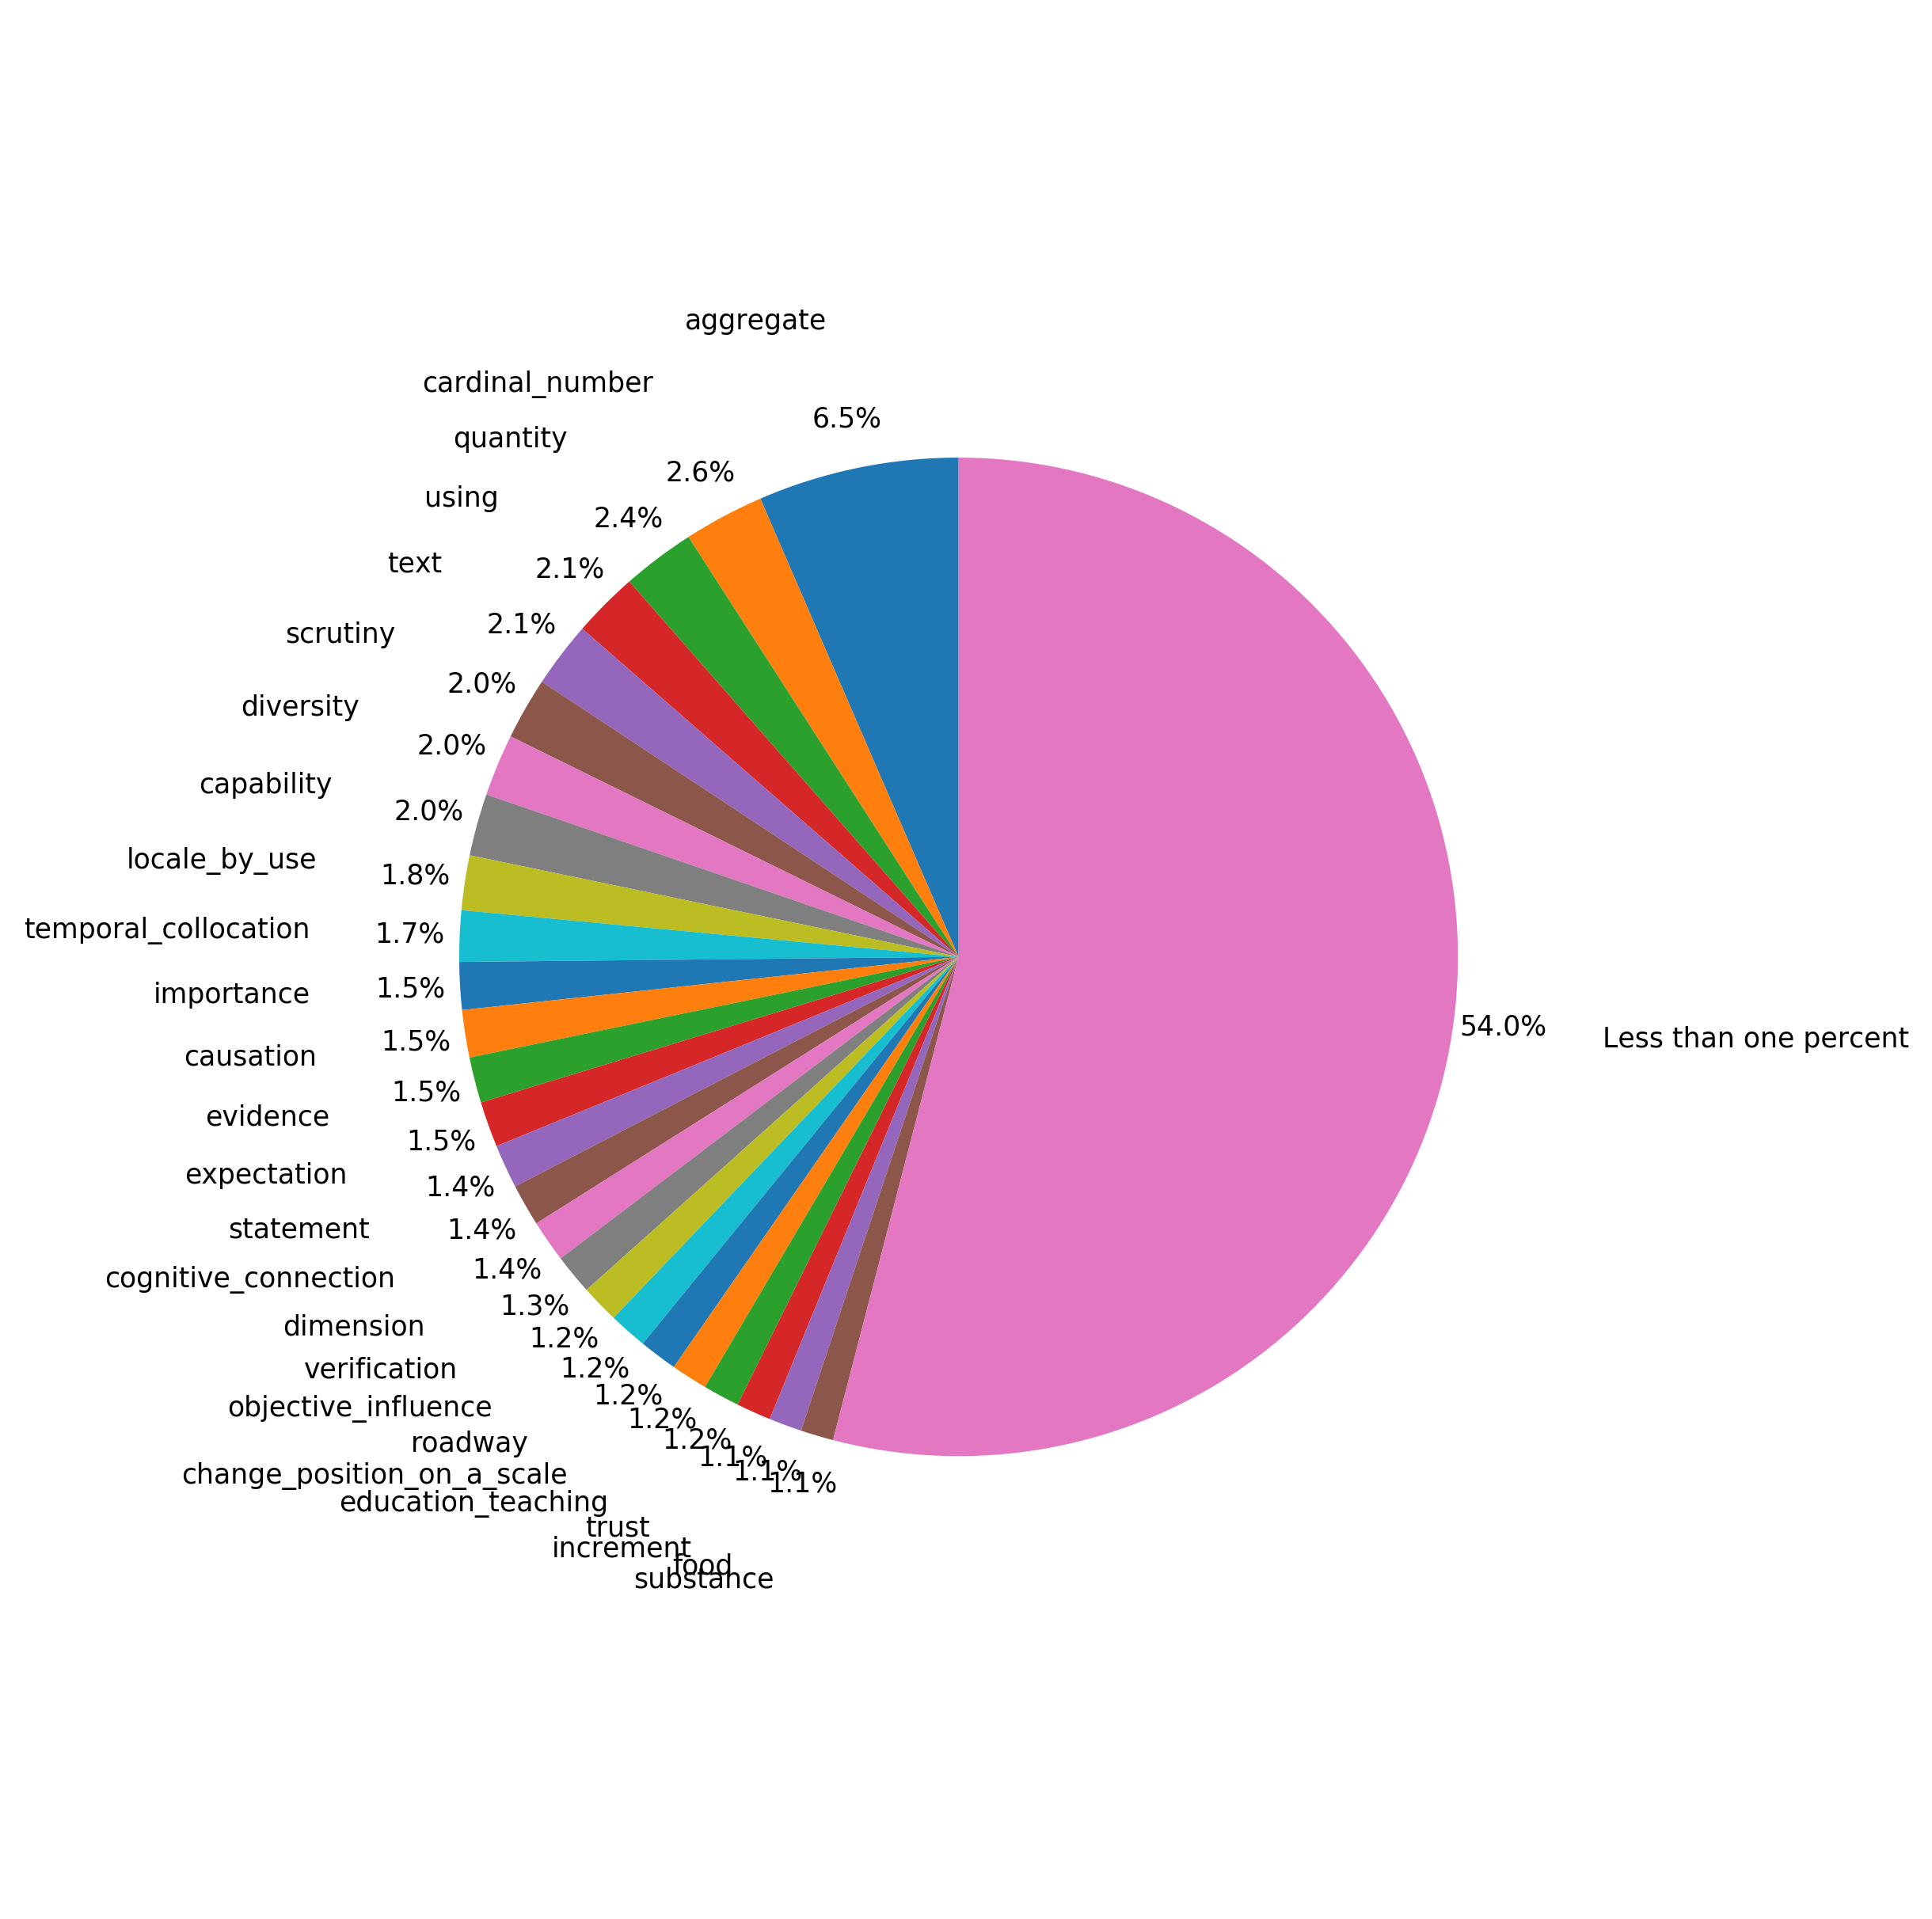 aggregate
6.5%
cardinal_number
2.6%
quantity
2.4%
using
2.1%
text
2.1%
scrutiny
2.0%
diversity
2.0%
capability
2.0%
locale_by_use
1.8%
temporal_collocation
1.7%
importance
1.5%
causation
1.5%
evidence
1.5%
expectation
1.5%
statement
1.4%
cognitive_connection
1.4%
dimension
1.4%
verification
1.3%
objective_influence
1.2%
roadway
1.2%
change_position_on_a_scale
1.2%
education_teaching
1.2%
trust
1.2%
increment
1.1%
food
1.1%
substance
1.1%
54.0%
Less than one percent